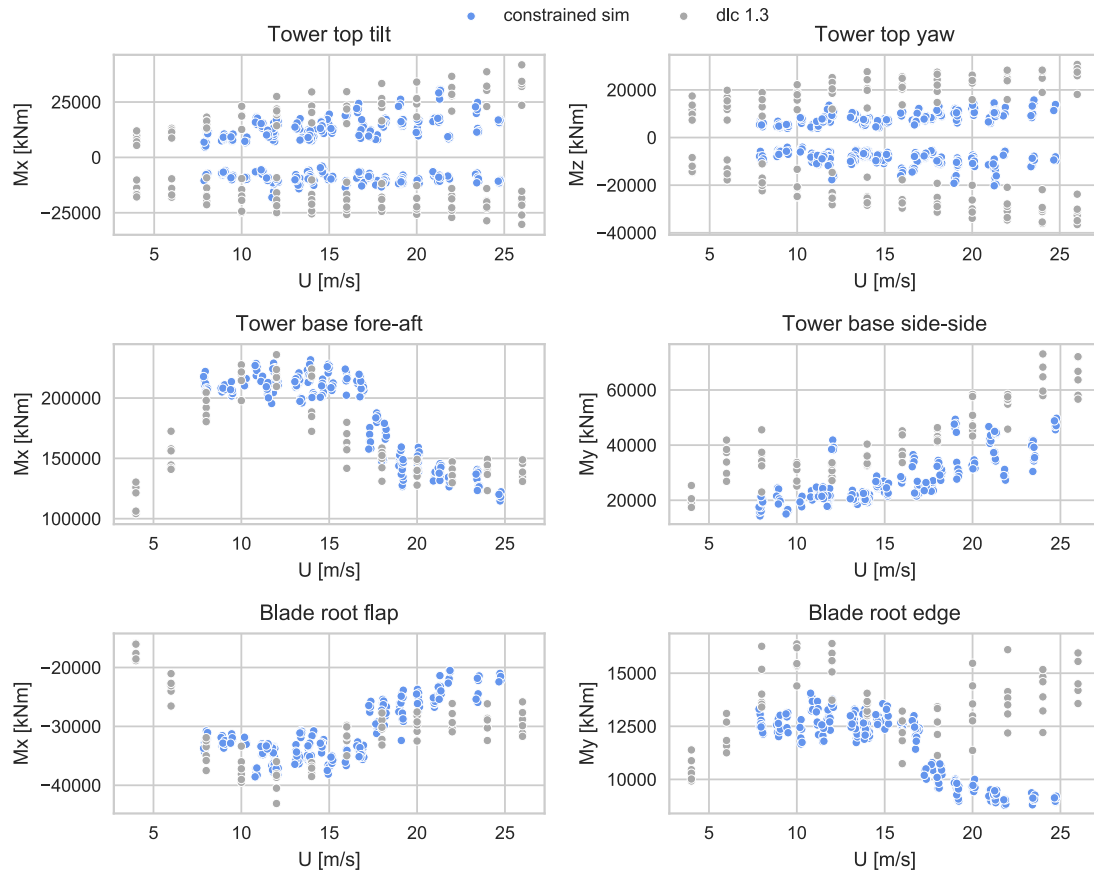 constrained sim dlc 1.3
Tower top tilt Tower top yaw
Mx [kNm]
25000
0
−25000
5 10 15 20 25
U [m/s]
Mz [kNm]
20000
0
−20000
−40000
5 10 15 20 25
U [m/s]
Tower base fore-aft Tower base side-side
Mx [kNm]
200000
150000
100000
5 10 15 20 25
U [m/s]
My [kNm]
60000
40000
20000
5 10 15 20 25
U [m/s]
Blade root flap Blade root edge
Mx [kNm]
−20000
−30000
−40000
5 10 15 20 25
U [m/s]
My [kNm]
15000
12500
10000
5 10 15 20 25
U [m/s]